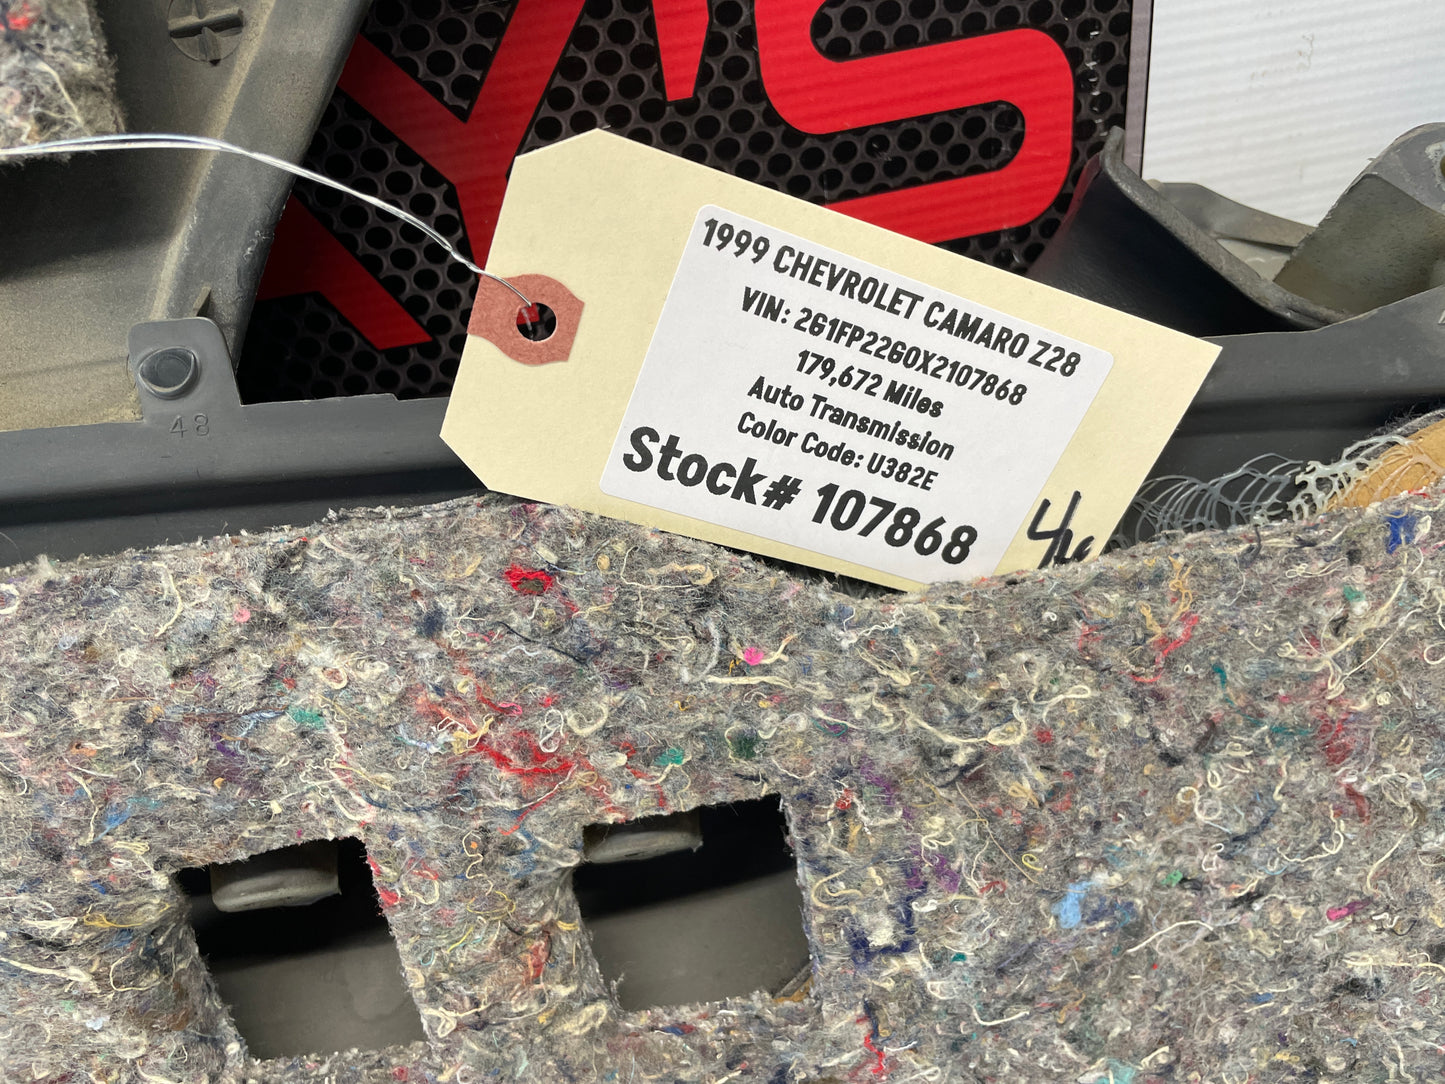 Y'S
1999 CHEVROLET CAMARO Z28
VIN: 2G1FP22G0X2107868
179,672 Miles
Auto Transmission
Color Code: U382E
Stock# 107868
48